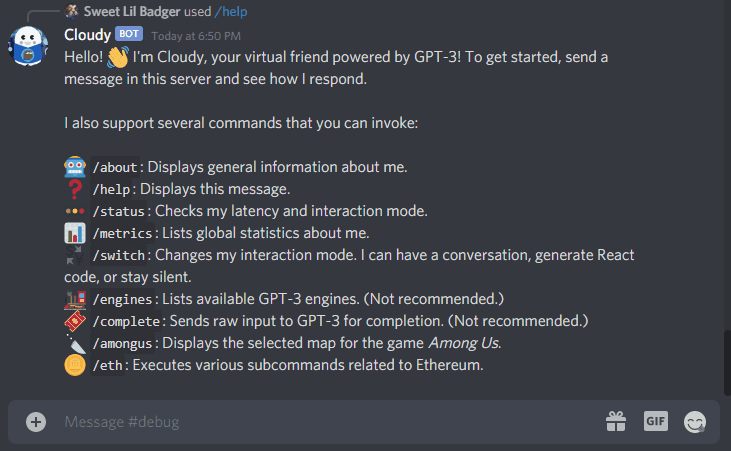 Sweet Lil Badger used /help
Cloudy BOT Today at 6:50 PM
Hello! 👋 I'm Cloudy, your virtual friend powered by GPT-3! To get started, send a
message in this server and see how I respond.
I also support several commands that you can invoke:
/about: Displays general information about me.
/help: Displays this message.
/status: Checks my latency and interaction mode.
/metrics: Lists global statistics about me.
/switch: Changes my interaction mode. I can have a conversation, generate React
code, or stay silent.
/engines: Lists available GPT-3 engines. (Not recommended.)
/complete: Sends raw input to GPT-3 for completion. (Not recommended.)
/amongus: Displays the selected map for the game Among Us.
/eth: Executes various subcommands related to Ethereum.
Message #debug
GIF